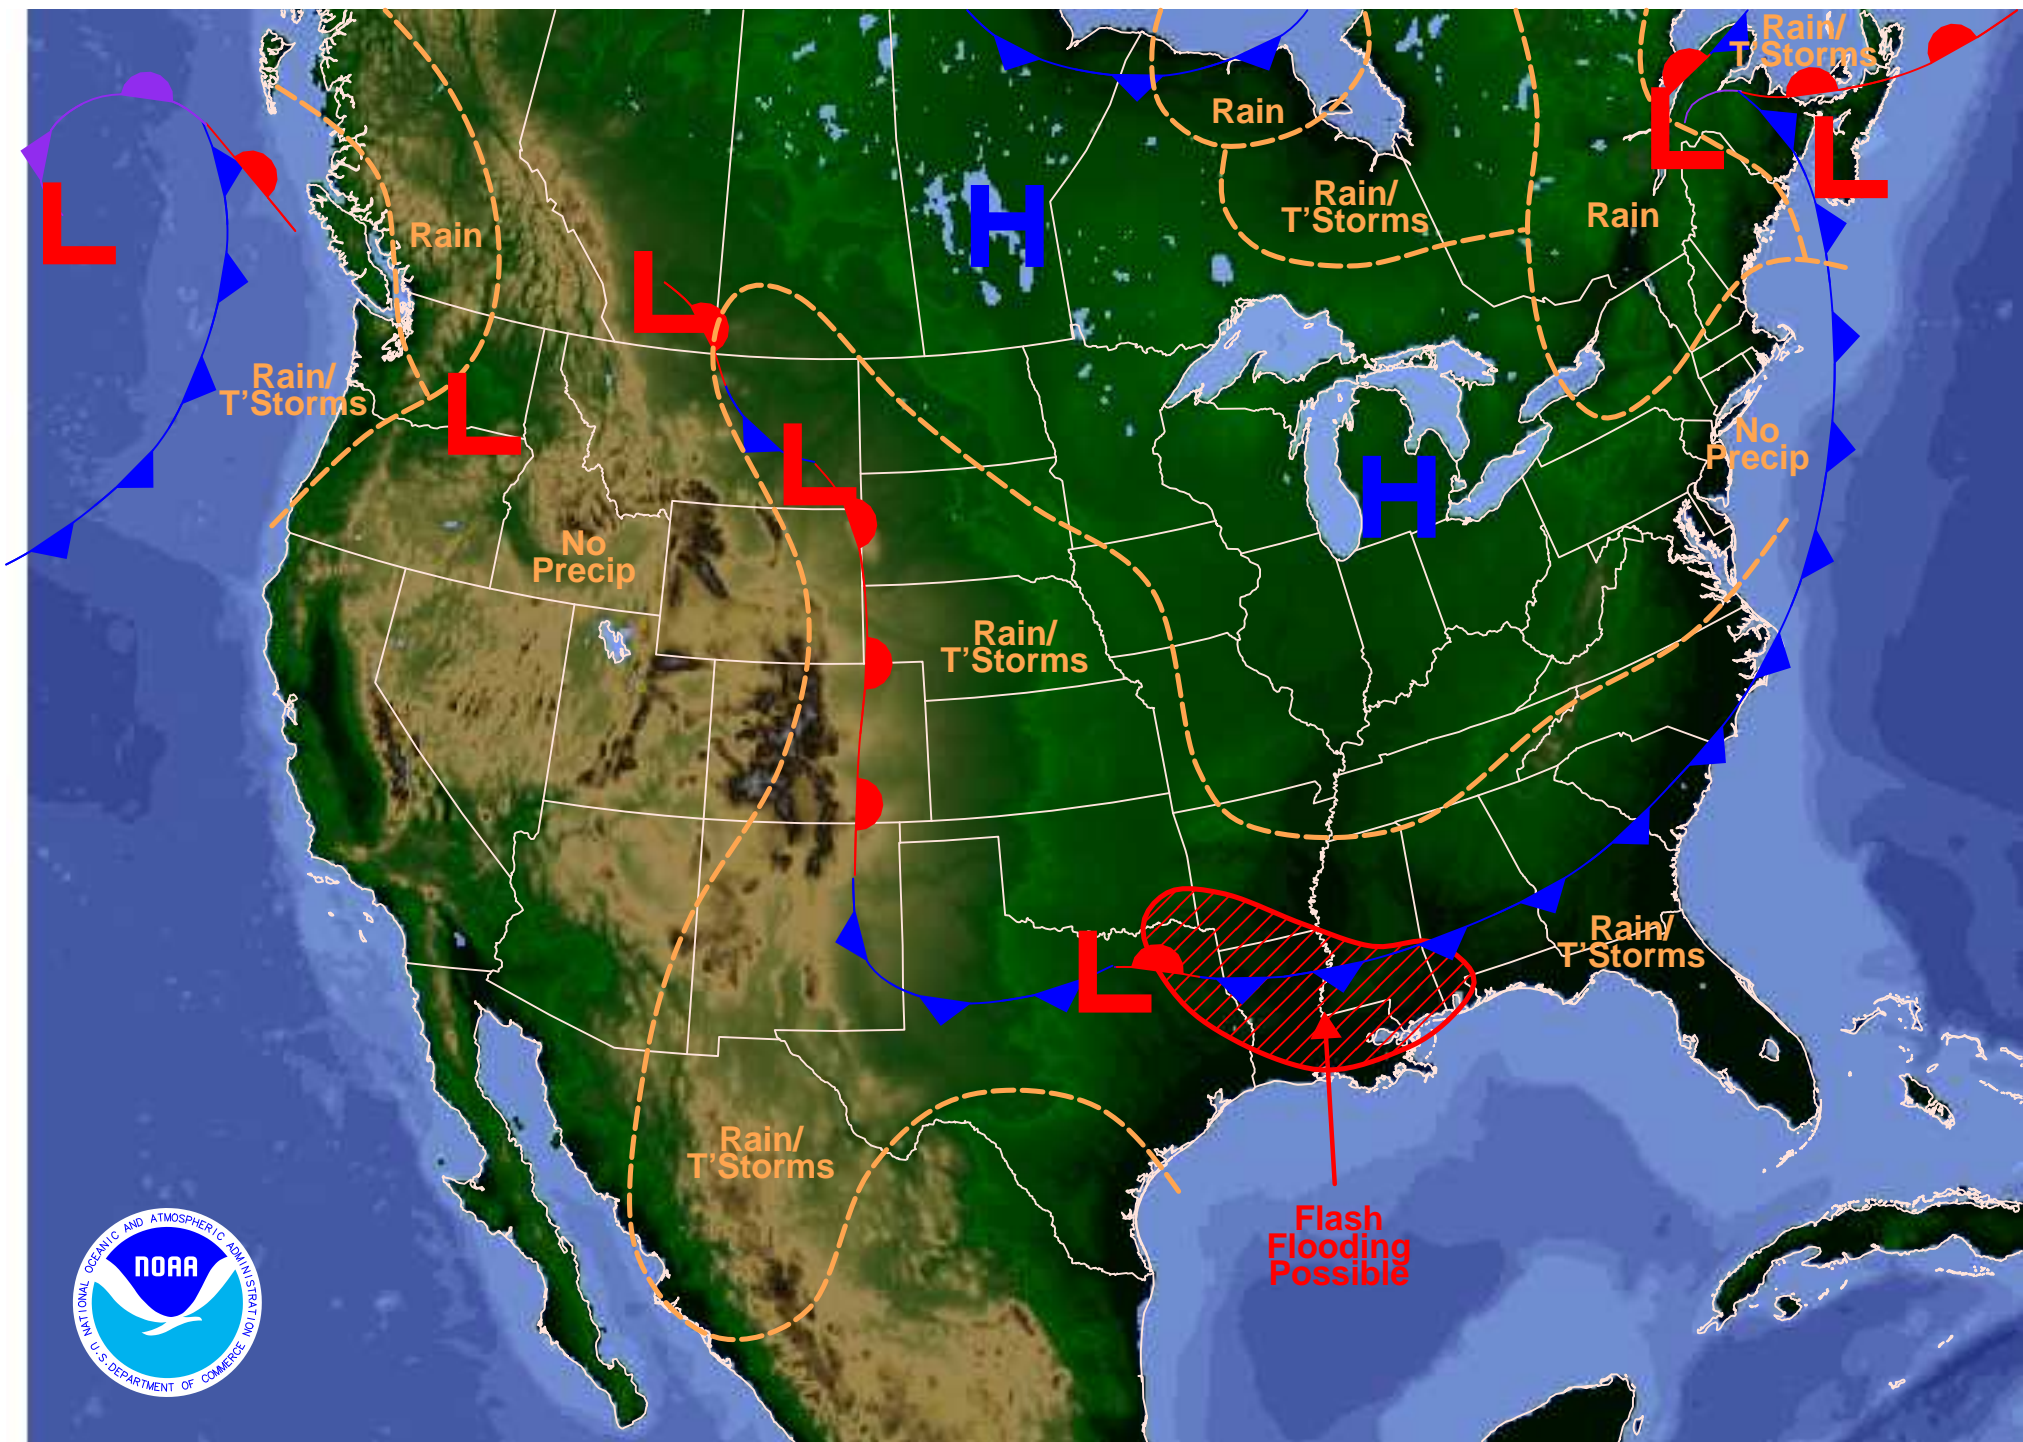 Rain/
T'Storms
Rain
Rain/
T'Storms
Rain
Rain
L
L
L
H
L
L
L
L
H
Rain/
T'Storms
No
Precip
No
Precip
Rain/
T'Storms
Rain/
T'Storms
L
Rain/
T'Storms
Flash
Flooding
Possible
NATIONAL OCEANIC AND ATMOSPHERIC ADMINISTRATION
NOAA
U.S. DEPARTMENT OF COMMERCE